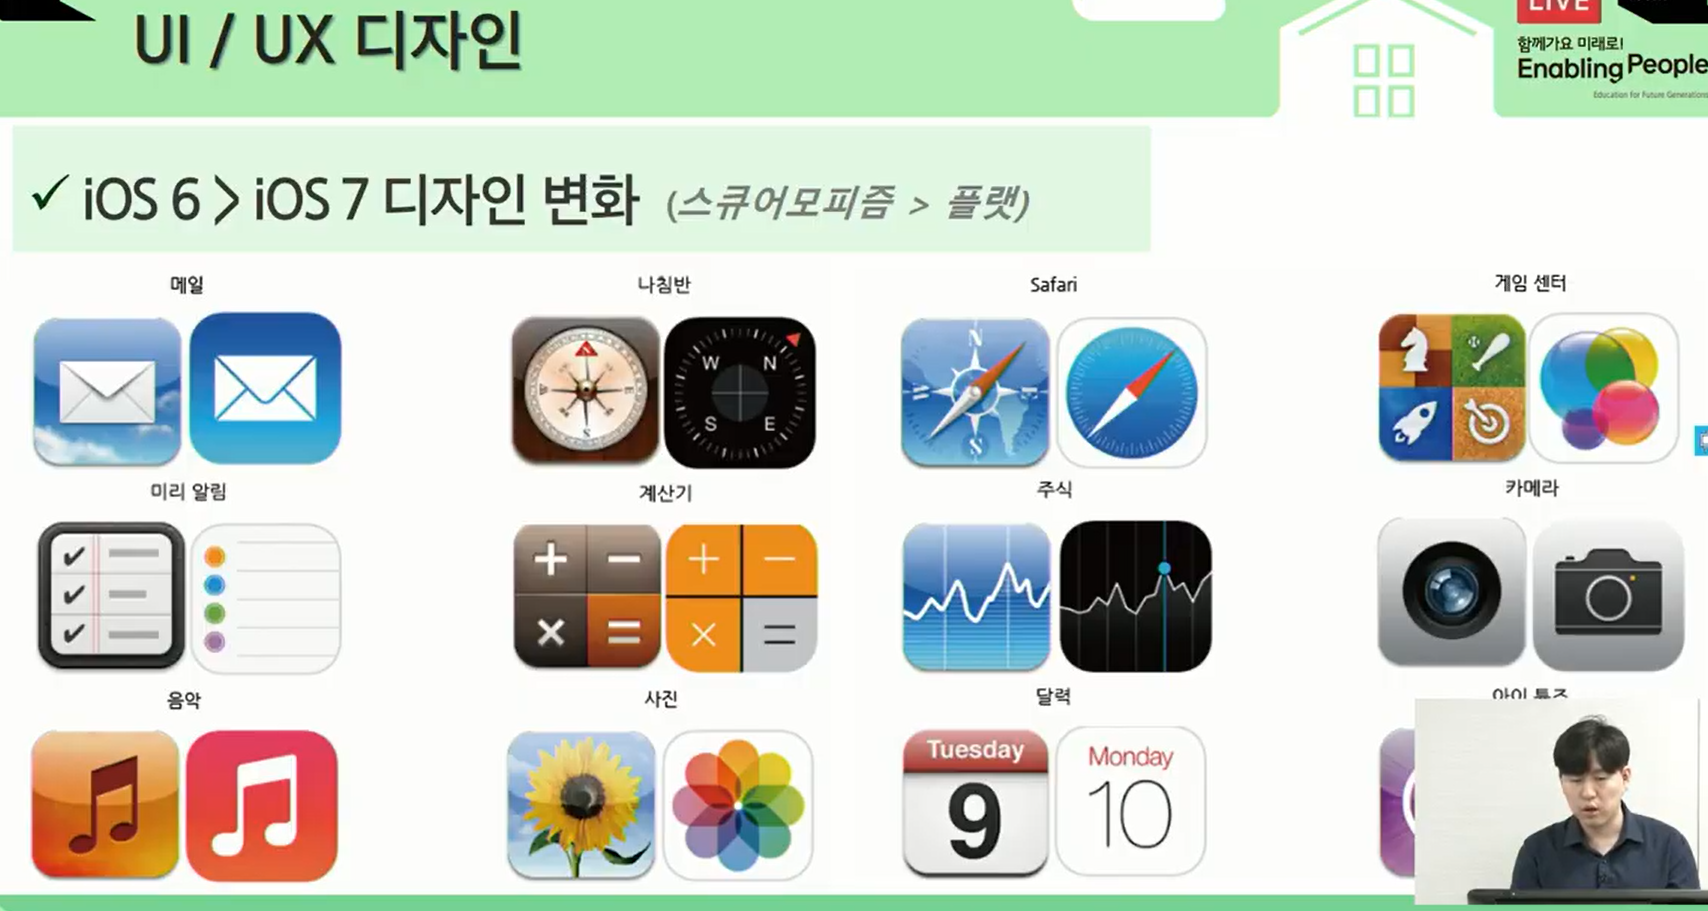 UI / UX 디자인
LIVE
함께가요 미래로!
Enabling People
Education for Future Generations
✓ iOS 6 > iOS 7 디자인 변화 (스큐어모피즘 > 플랫)
메일
나침반
Safari
게임 센터
N
W
E
S
W
N
S
E
N
S
미리 알림
계산기
주식
카메라
음악
사진
달력
아이 튠즈
Tuesday
9
Monday
10